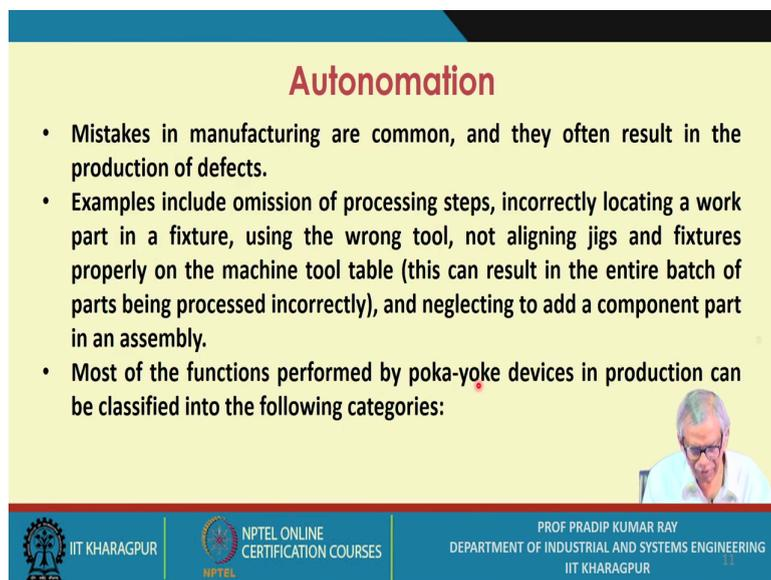 Autonomation
• Mistakes in manufacturing are common, and they often result in the
production of defects.
• Examples include omission of processing steps, incorrectly locating a work
part in a fixture, using the wrong tool, not aligning jigs and fixtures
properly on the machine tool table (this can result in the entire batch of
parts being processed incorrectly), and neglecting to add a component part
in an assembly.
• Most of the functions performed by poka-yoke devices in production can
be classified into the following categories:
IIT KHARAGPUR
NPTEL
NPTEL ONLINE
CERTIFICATION COURSES
PROF PRADIP KUMAR RAY
DEPARTMENT OF INDUSTRIAL AND SYSTEMS ENGINEERING
IIT KHARAGPUR
11